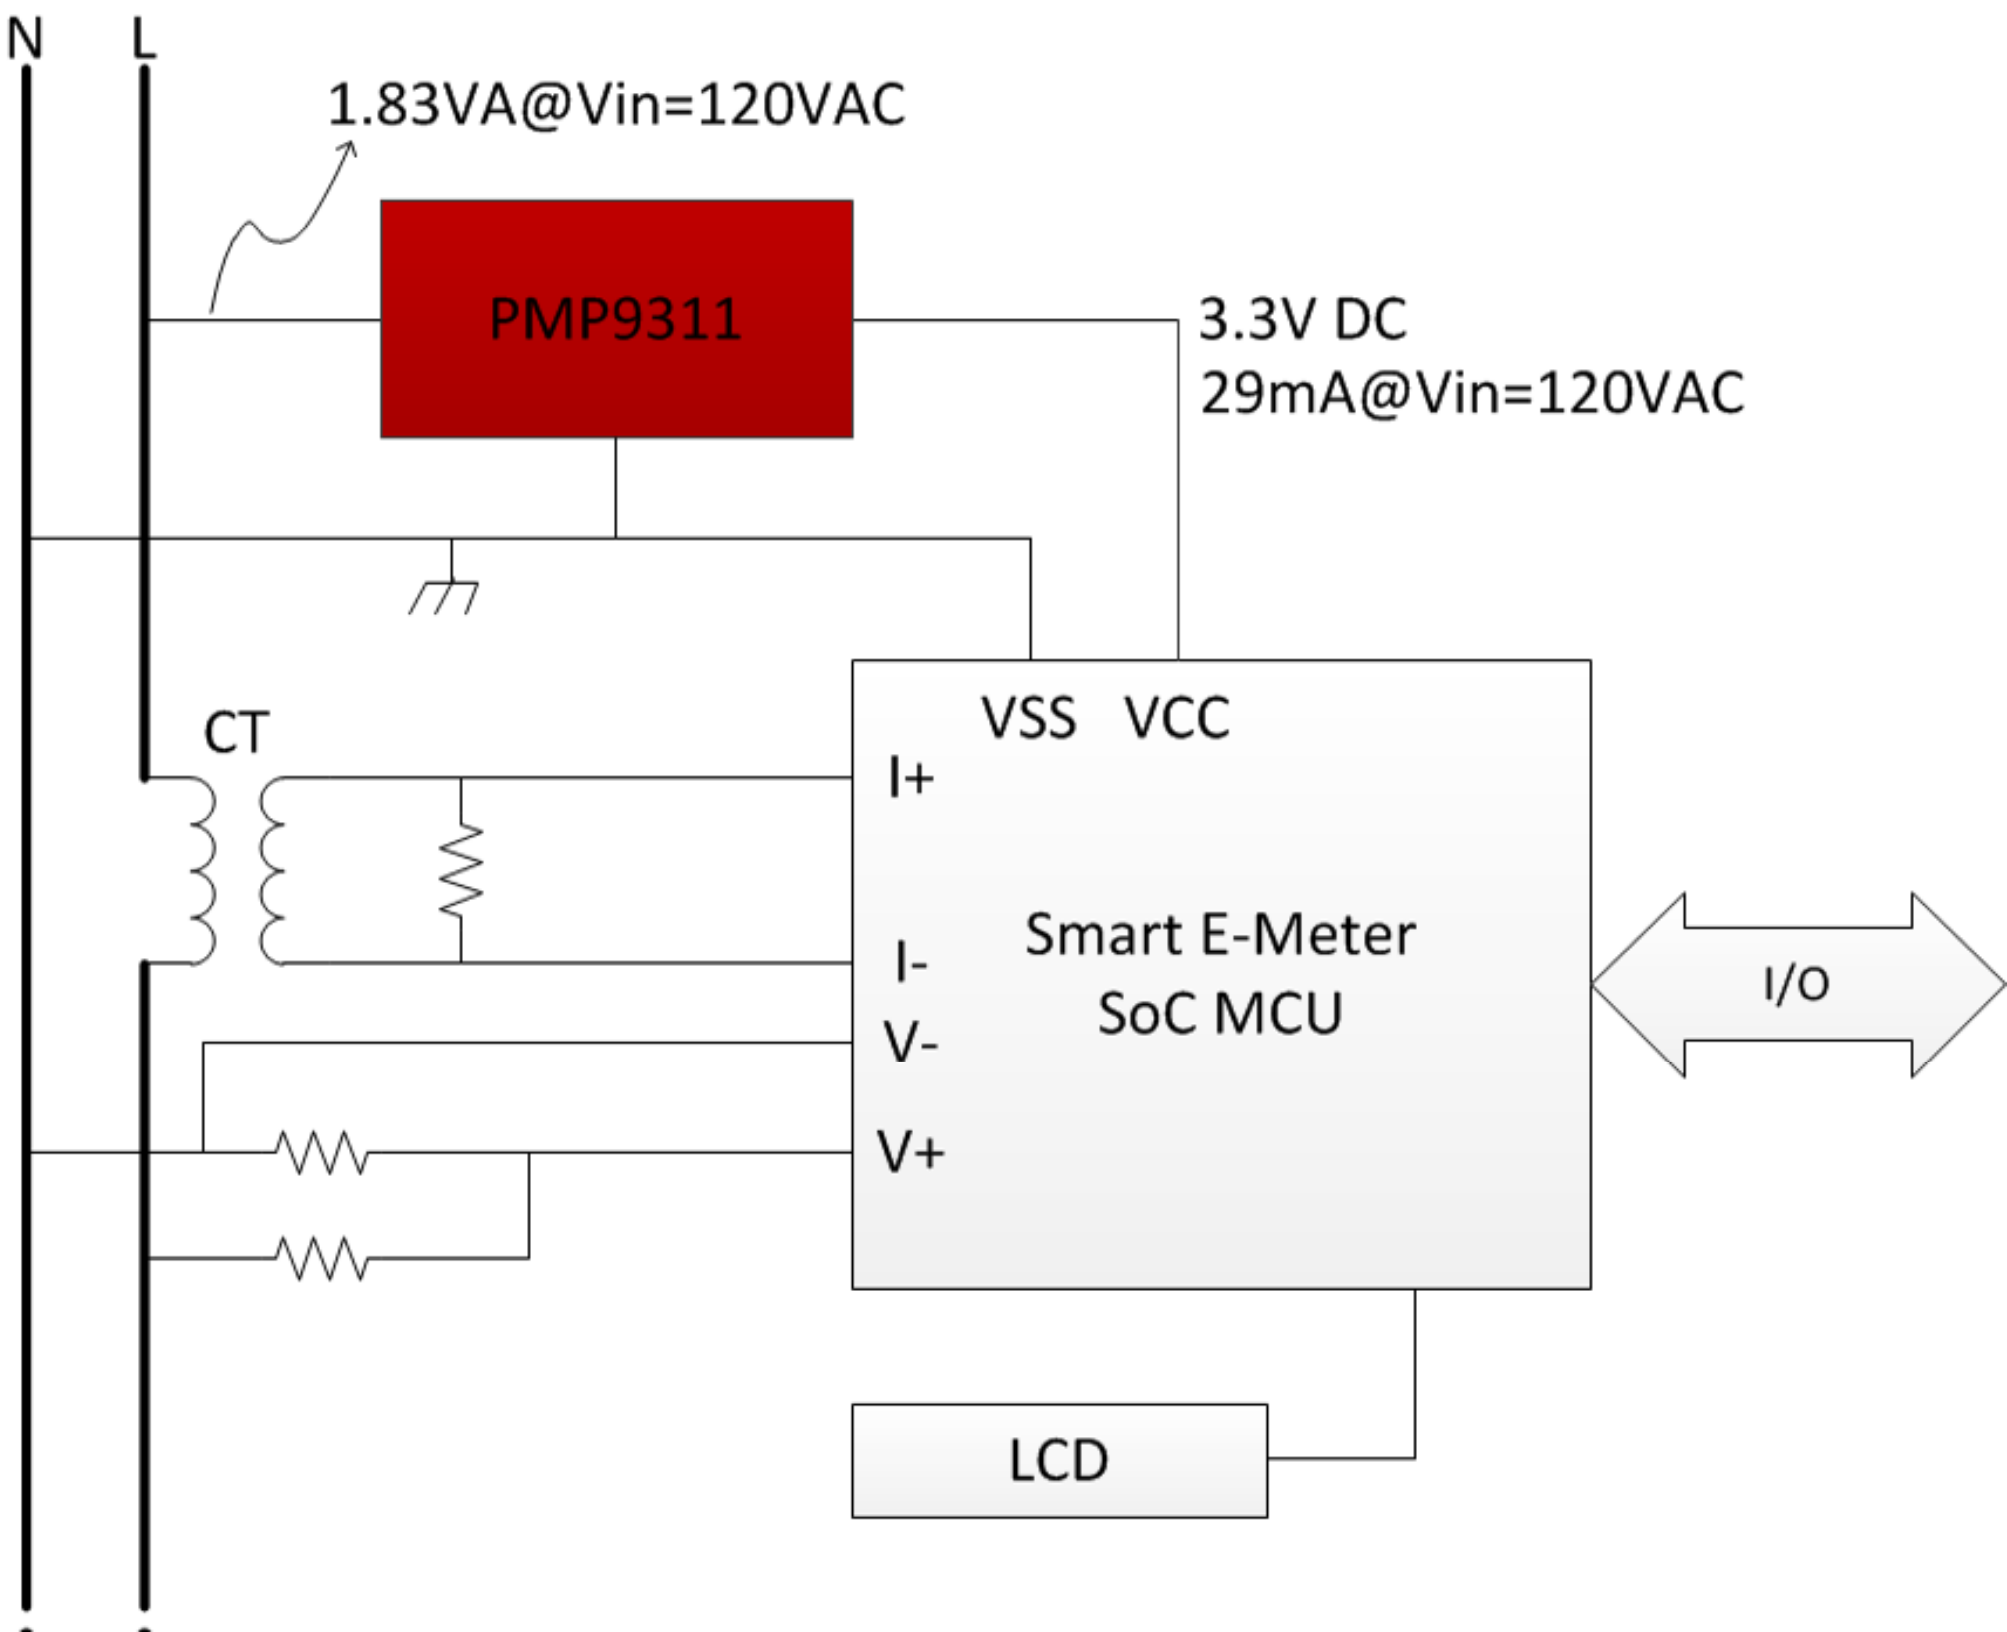 N L
1.83VA@Vin=120VAC
PMP9311
3.3V DC
29mA@Vin=120VAC
CT
VSS VCC
I+
Smart E-Meter
SoC MCU
I-
V-
V+
I/O
LCD